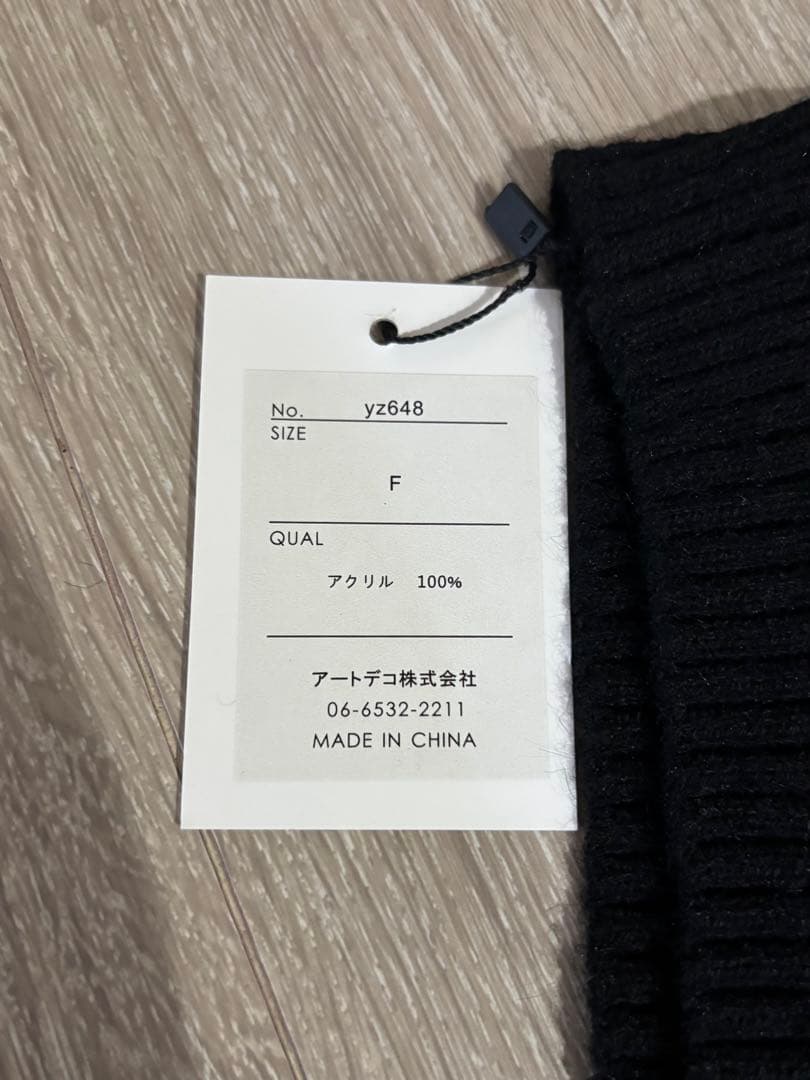 No. yz648
SIZE
F
QUAL
アクリル 100%
アートデコ株式会社
06-6532-2211
MADE IN CHINA